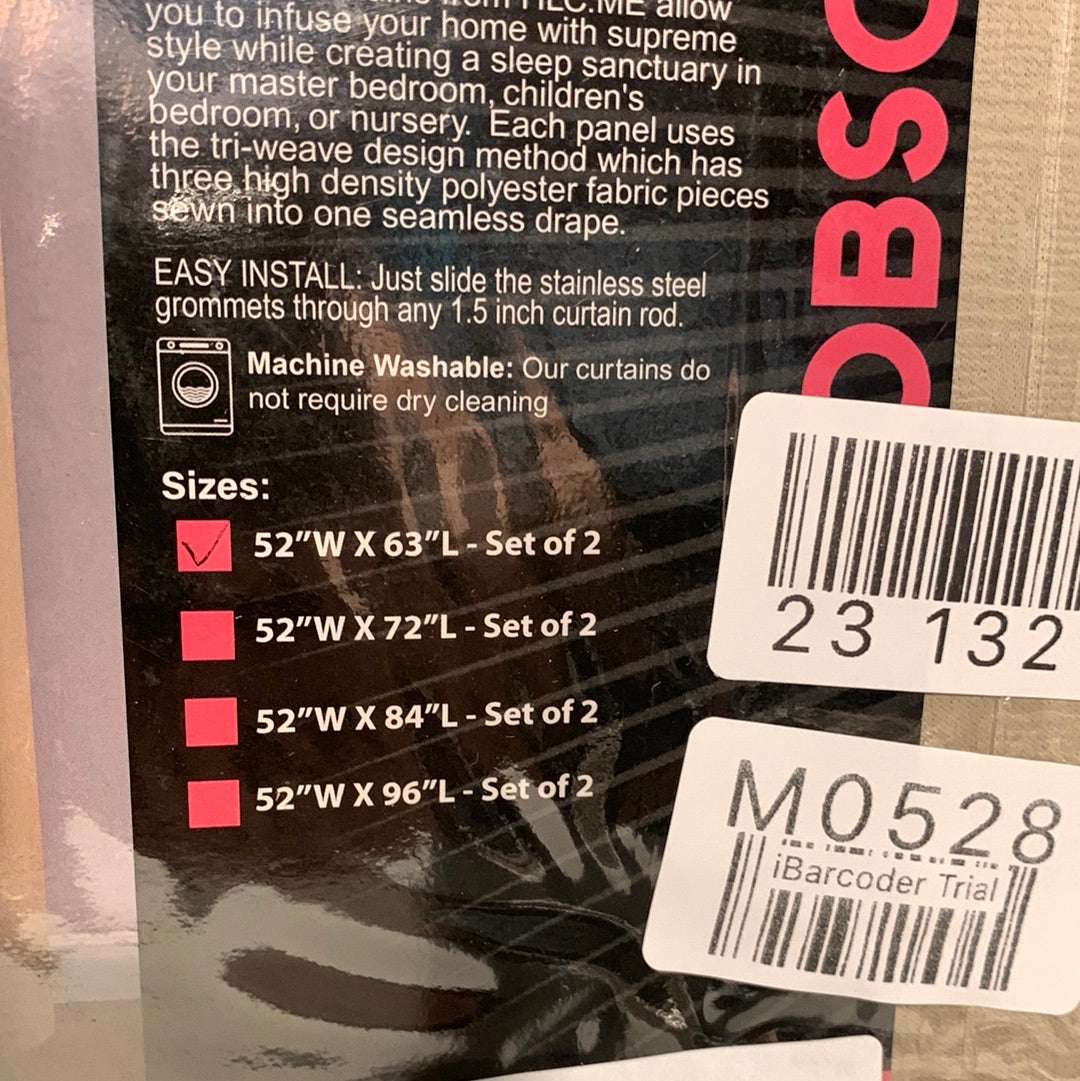 from HLC.ME allow
you to infuse your home with supreme
style while creating a sleep sanctuary in
your master bedroom, children's
bedroom, or nursery. Each panel uses
the tri-weave design method which has
three high density polyester fabric pieces
sewn into one seamless drape.
EASY INSTALL: Just slide the stainless steel
grommets through any 1.5 inch curtain rod.
Machine Washable: Our curtains do
not require dry cleaning
Sizes:
52"W X 63"L - Set of 2
52"W X 72"L - Set of 2
52"W X 84"L - Set of 2
52"W X 96"L - Set of 2
OBSC
23 132
M0528
iBarcoder Trial